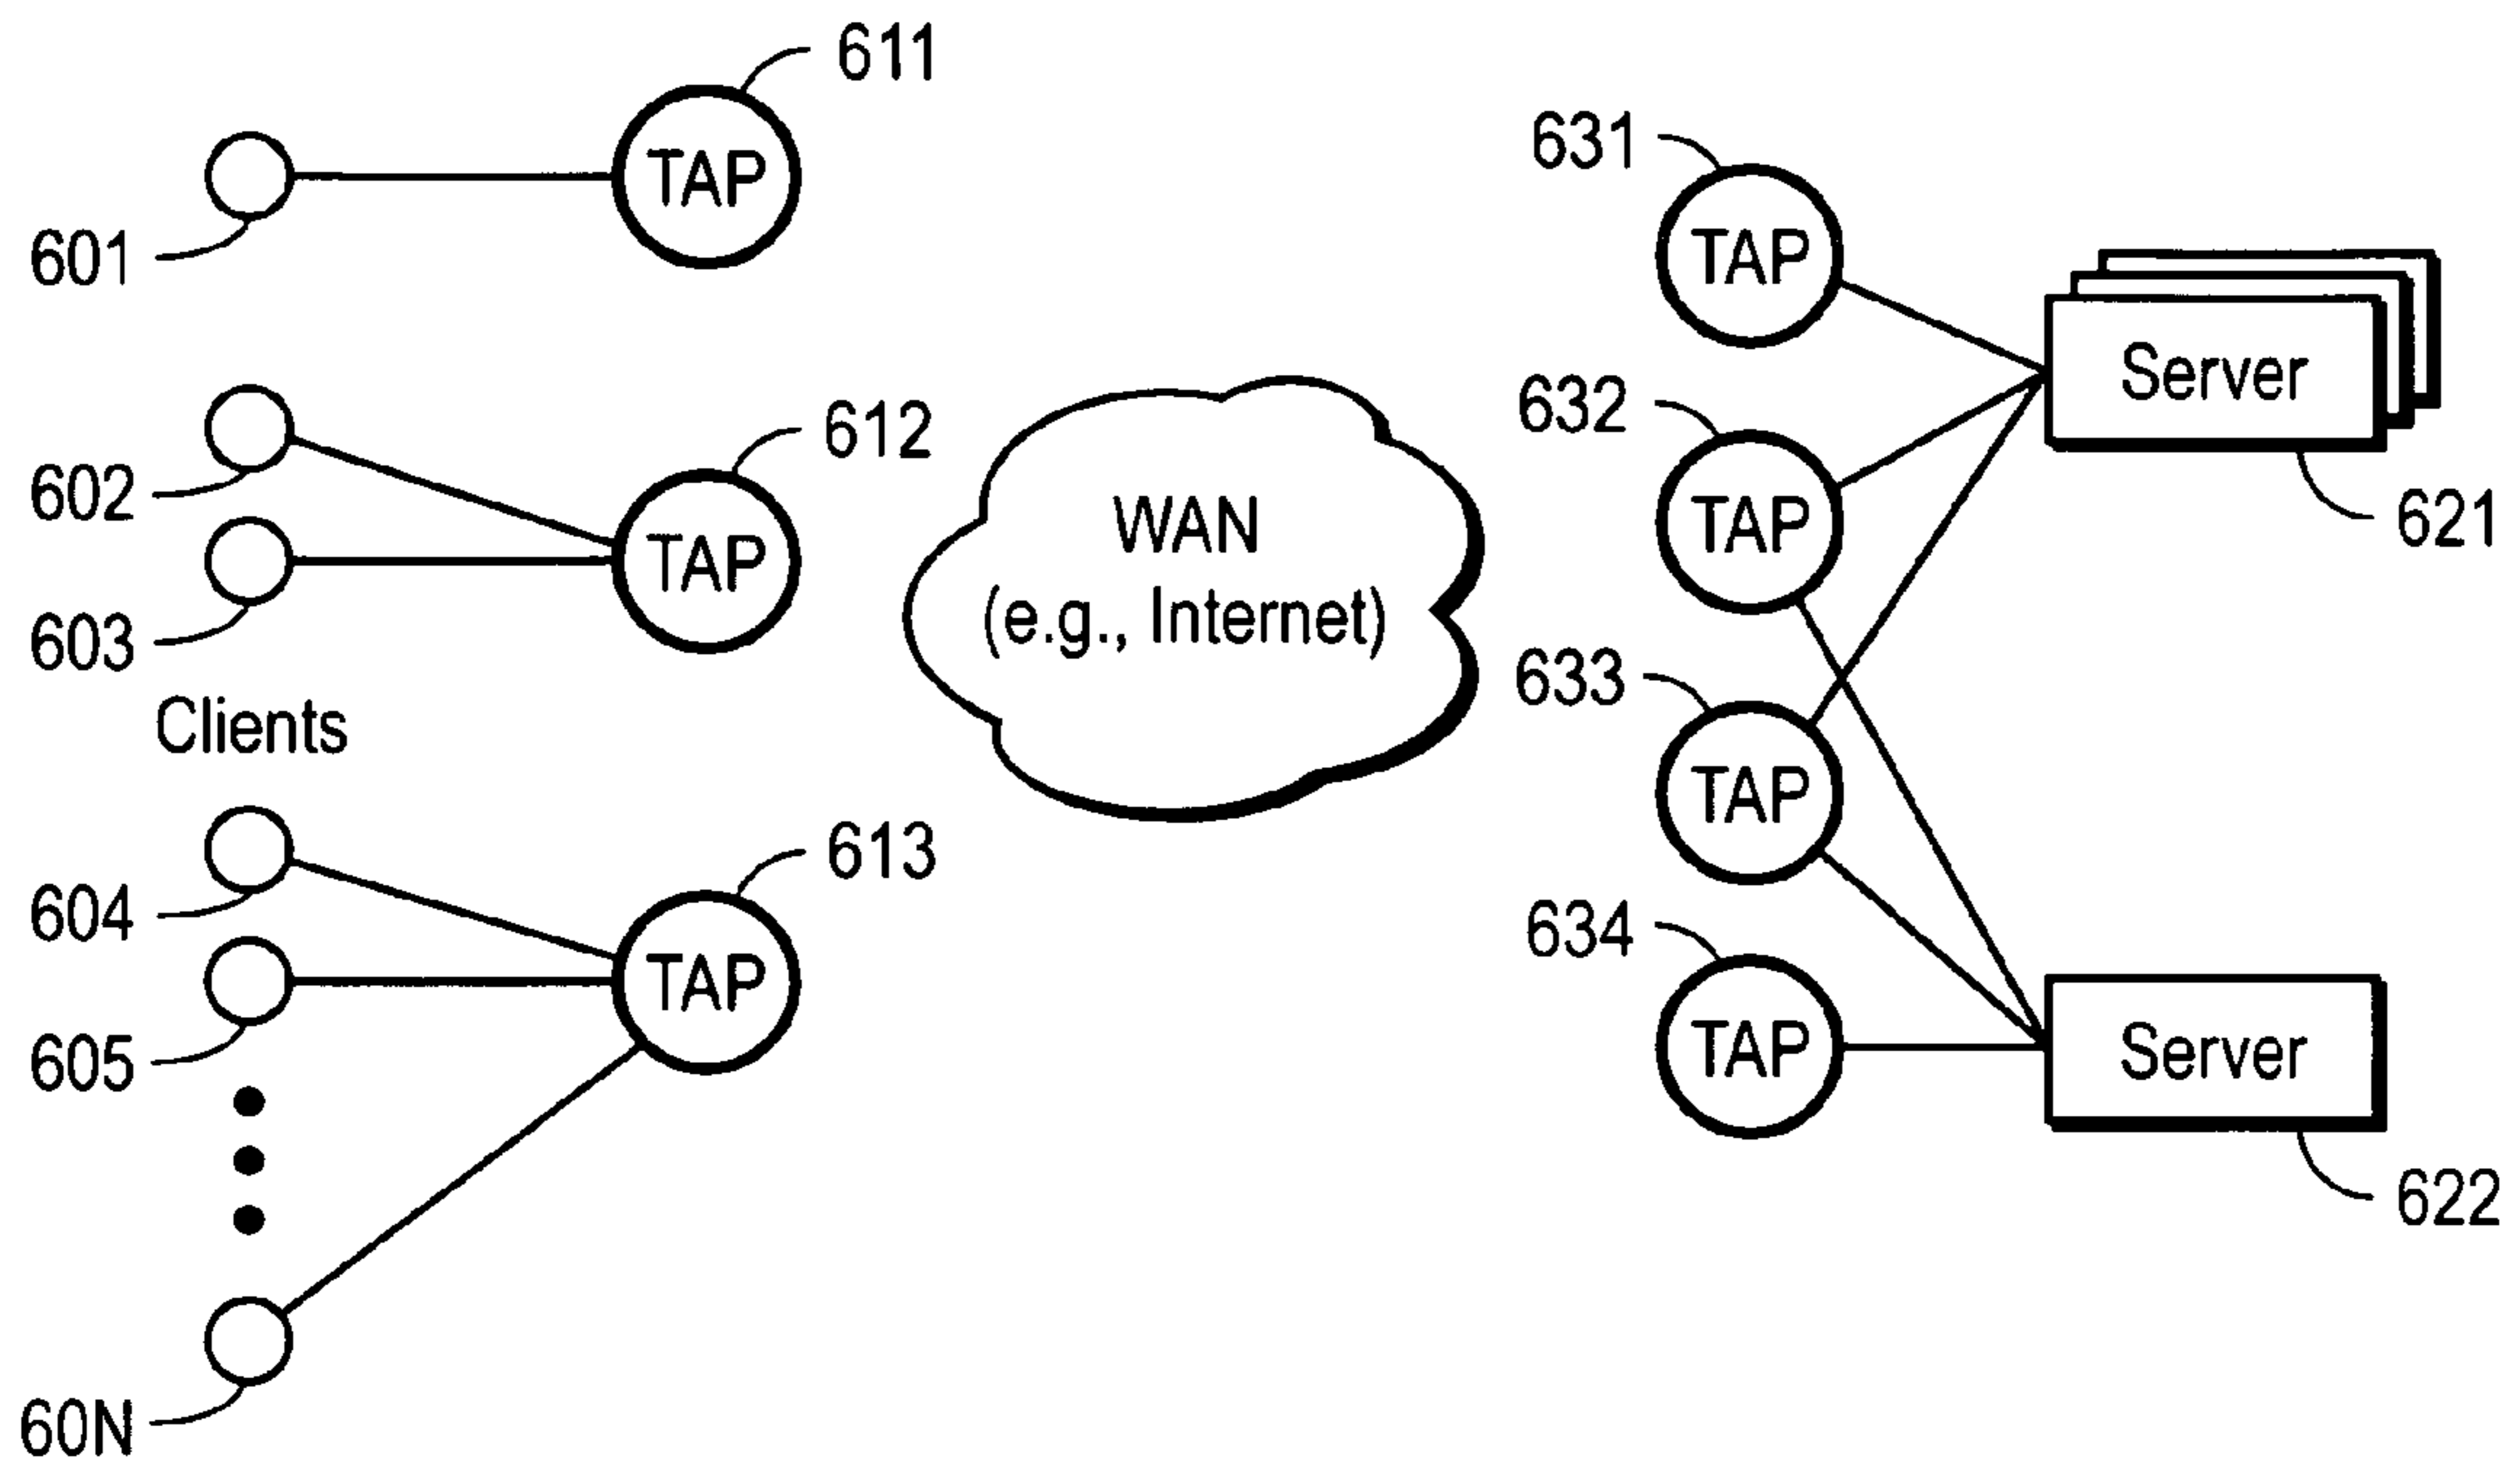 611
TAP
601
602
603
612
TAP
Clients
604
605
60N
613
TAP
WAN
(e.g., Internet)
631
TAP
632
TAP
633
TAP
634
TAP
Server
621
Server
622